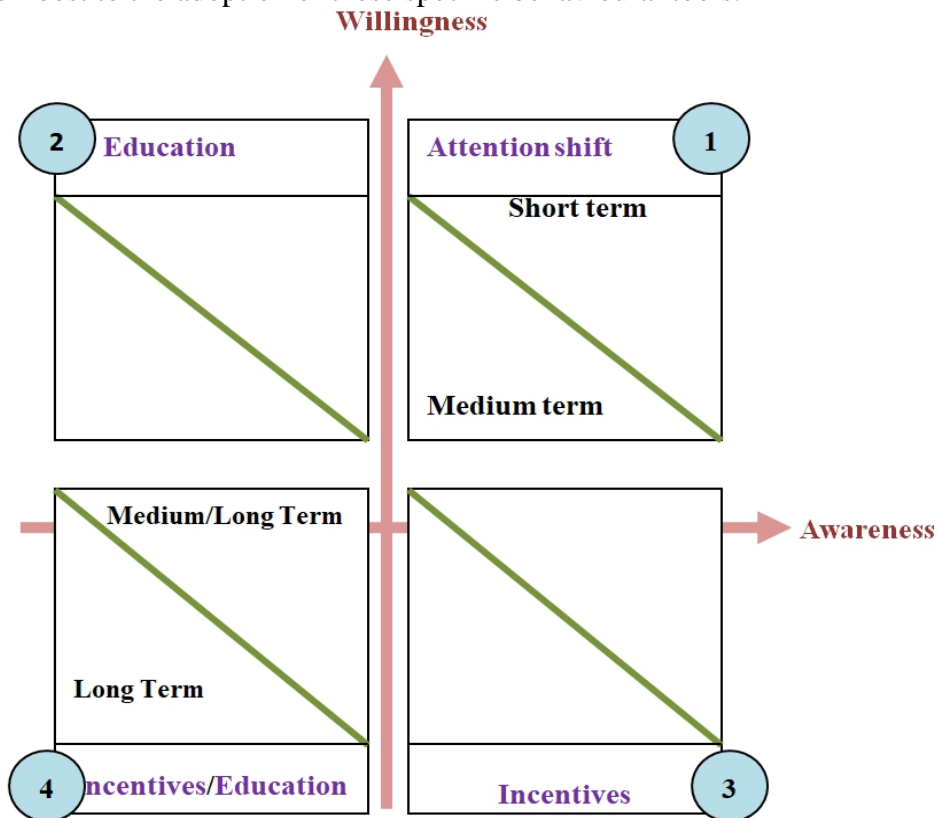 Willingness
2
Education
Attention shift
1
Short term
Medium term
Medium/Long Term
Awareness
Long Term
4
ncentives/Education
Incentives
3